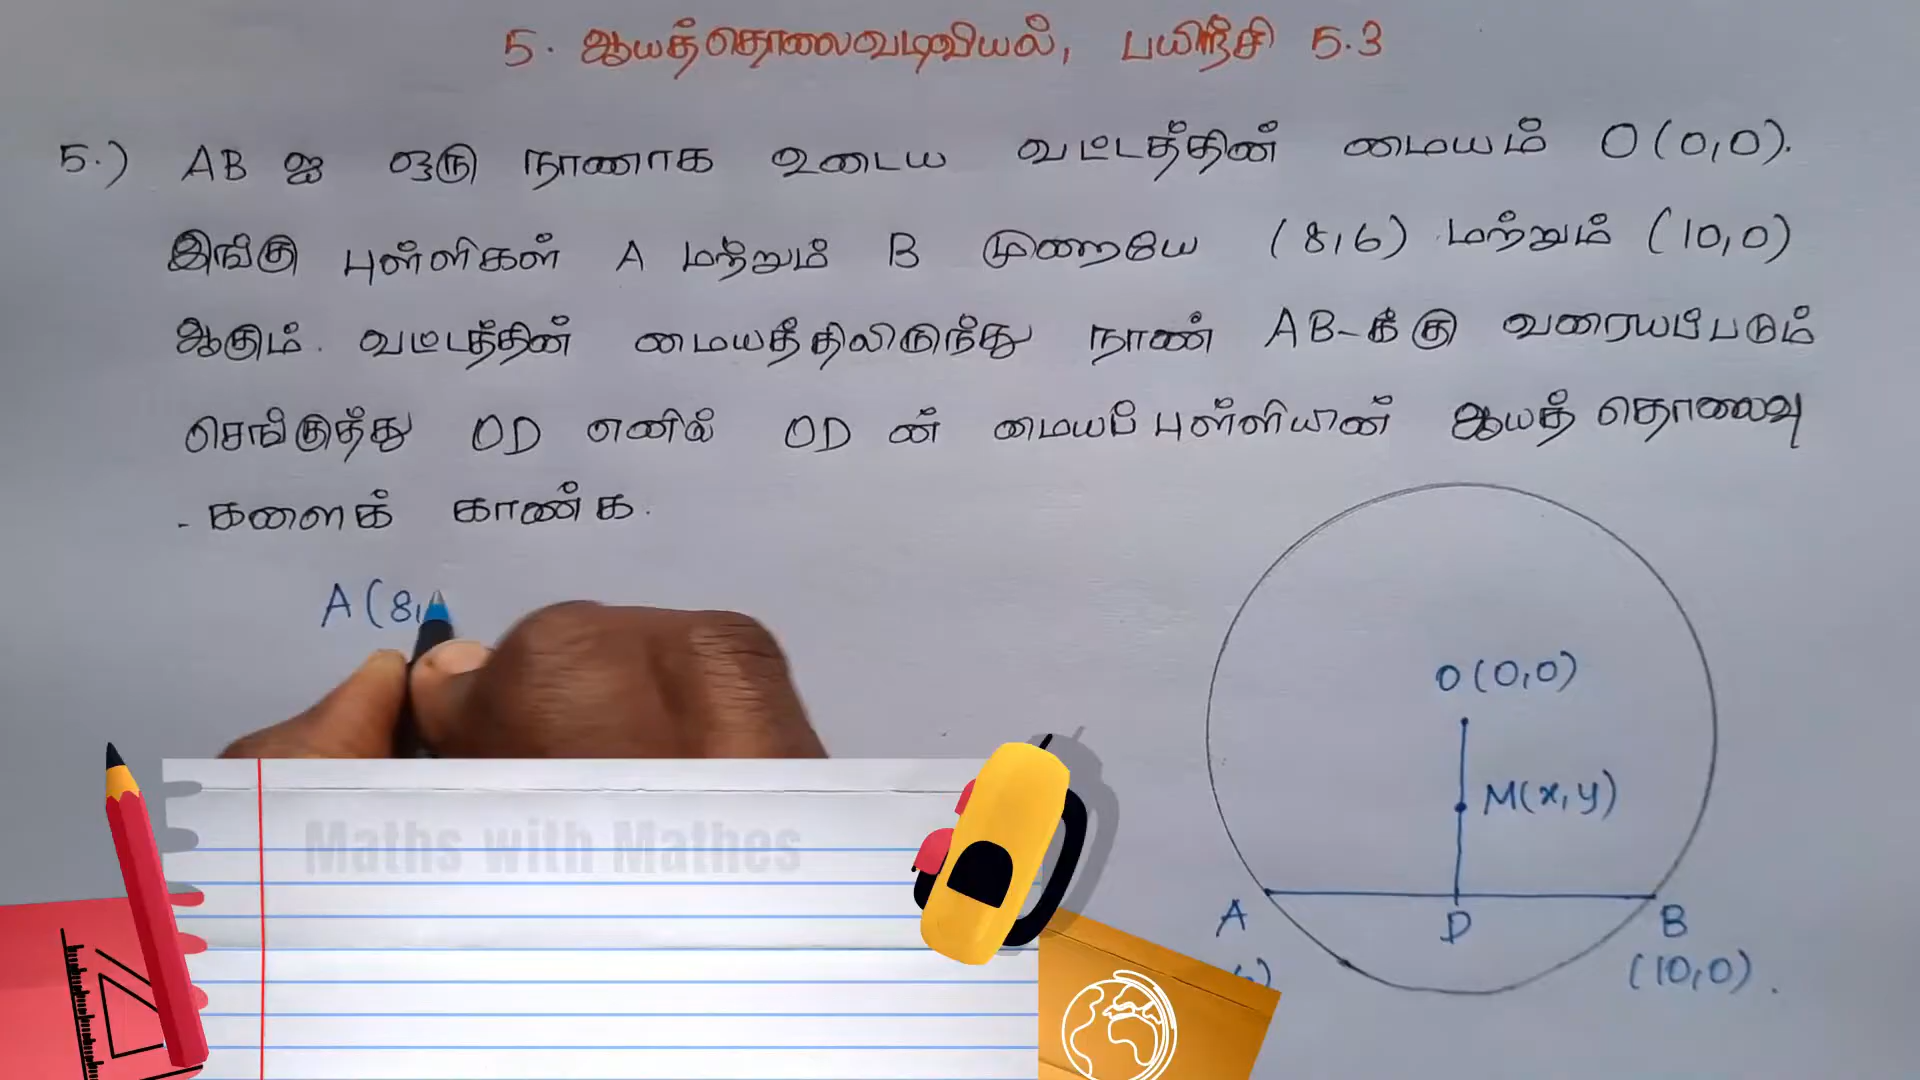 5. ஆயத்தொலைவடிவியல், பயிற்சி 5.3
5.) AB ஐ ஒரு நாணாக உடைய வட்டத்தின் மையம் O(0,0).
இங்கு புள்ளிகள் A மற்றும் B முறையே (8,6) மற்றும் (10,0)
ஆகும். வட்டத்தின் மையத்திலிருந்து நாண் AB-க்கு வரையப்படும்
செங்குத்து OD எனில் OD ன் மையப்புள்ளியின் ஆயத் தொலைவு
- களைக் காண்க.
A(8,
O(0,0)
M(x,y)
A D B
(10,0).
Maths with Mathes